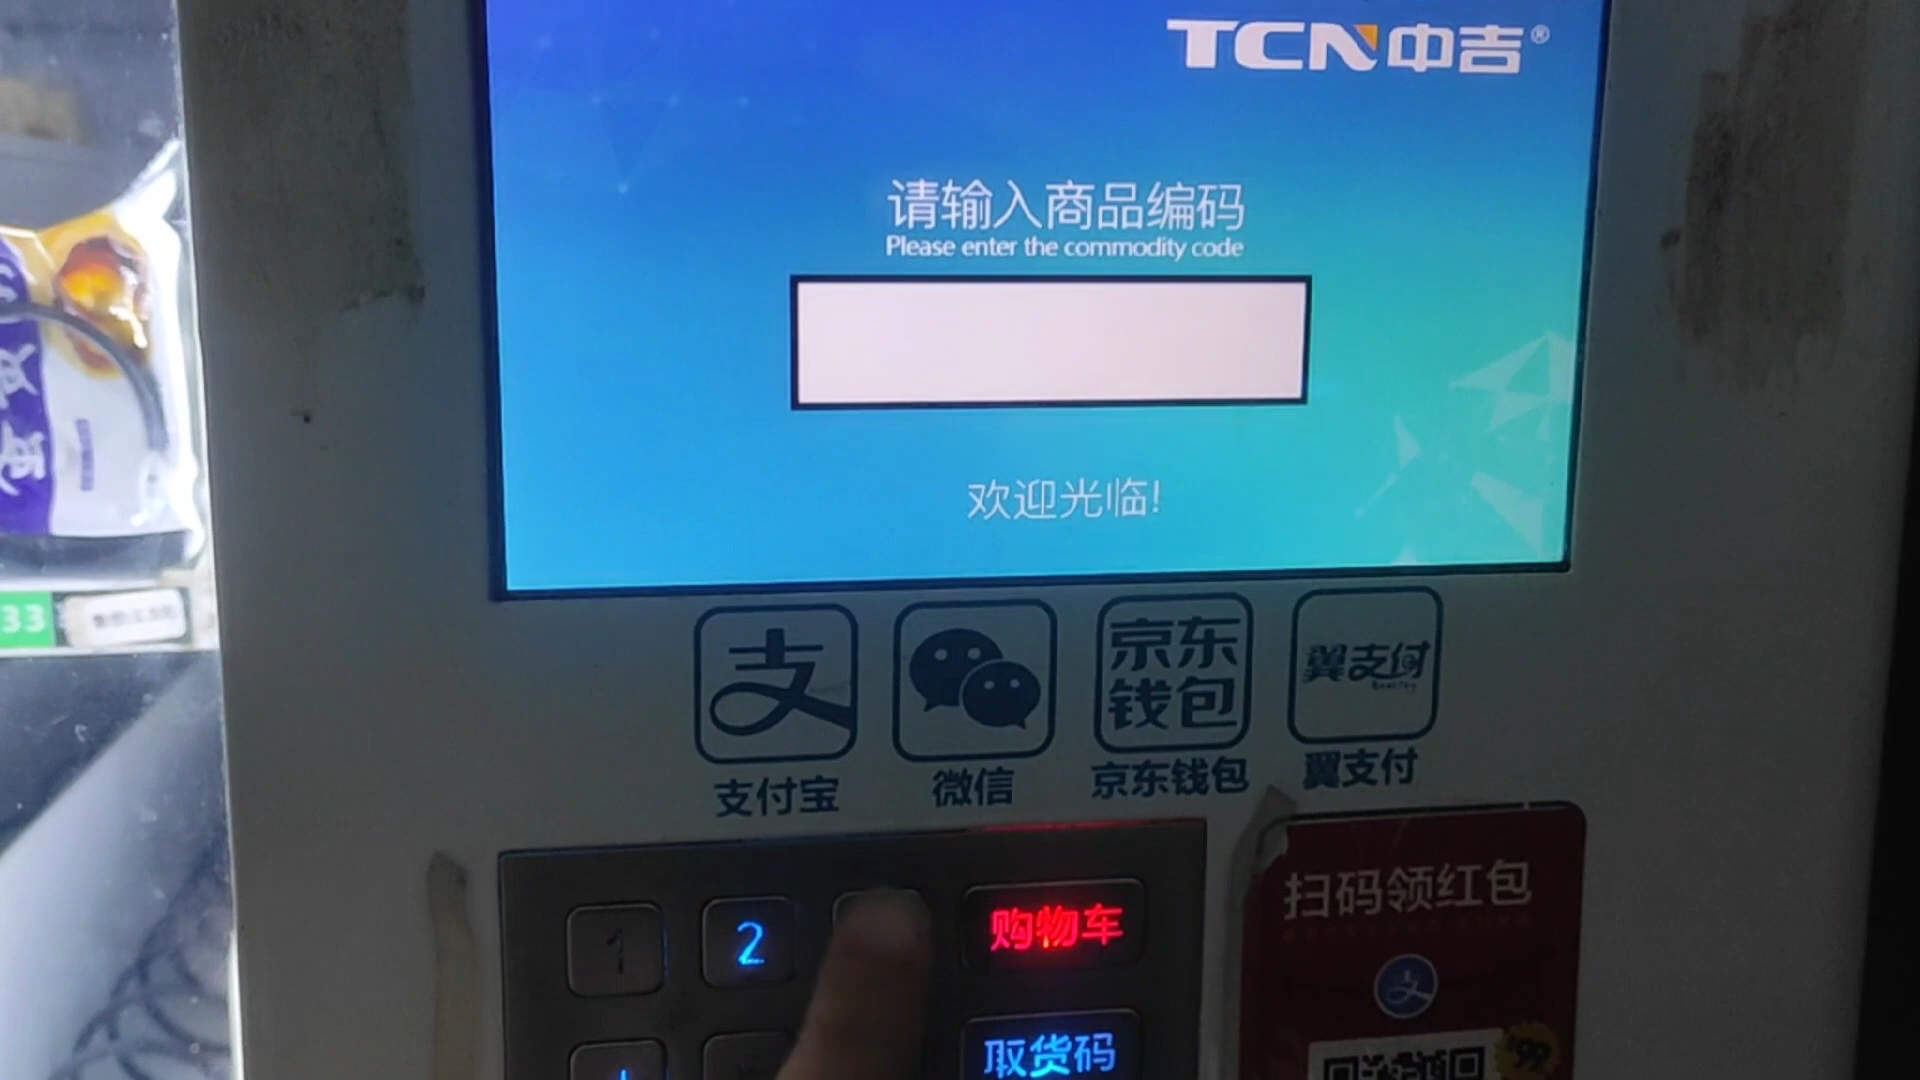 TCN中吉®
请输入商品编码
Please enter the commodity code
欢迎光临!
33
支
京东
钱包
翼支付
支付宝
微信
京东钱包
翼支付
1
2
购物车
取货码
扫码领红包
支
99